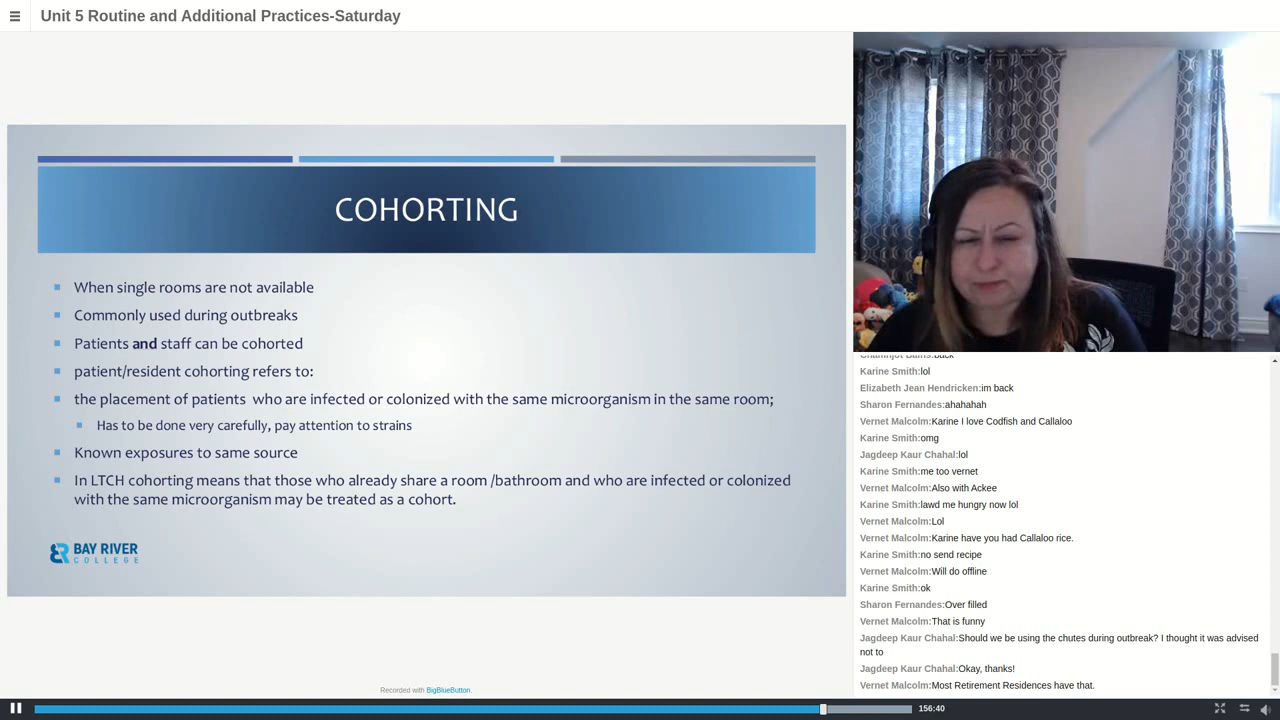 Unit 5 Routine and Additional Practices-Saturday
COHORTING
When single rooms are not available
Commonly used during outbreaks
Patients and staff can be cohorted
patient/resident cohorting refers to:
the placement of patients who are infected or colonized with the same microorganism in the same room;
Has to be done very carefully, pay attention to strains
Known exposures to same source
In LTCH cohorting means that those who already share a room /bathroom and who are infected or colonized
with the same microorganism may be treated as a cohort.
BAY RIVER
COLLEGE
Recorded with BigBlueButton.
Karine Smith:lol
Elizabeth Jean Hendricken:im back
Sharon Fernandes:ahahahah
Vernet Malcolm:Karine I love Codfish and Callaloo
Karine Smith:omg
Jagdeep Kaur Chahal:lol
Karine Smith:me too vernet
Vernet Malcolm:Also with Ackee
Karine Smith:lawd me hungry now lol
Vernet Malcolm:Lol
Vernet Malcolm:Karine have you had Callaloo rice.
Karine Smith:no send recipe
Vernet Malcolm:Will do offline
Karine Smith:ok
Sharon Fernandes:Over filled
Vernet Malcolm:That is funny
Jagdeep Kaur Chahal:Should we be using the chutes during outbreak? I thought it was advised
not to
Jagdeep Kaur Chahal:Okay, thanks!
Vernet Malcolm:Most Retirement Residences have that.
156:40